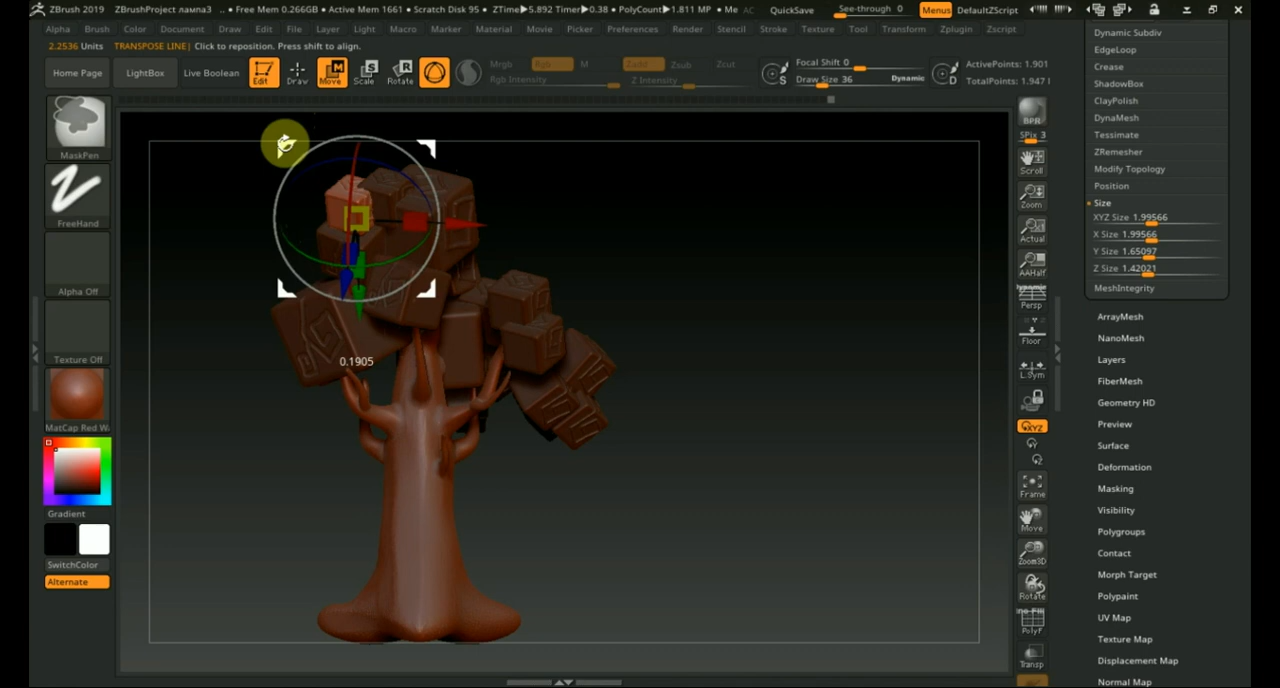 ZBrush 2019 ZBrushProject лампа3 .. • Free Mem 0.266GB • Active Mem 1661 • Scratch Disk 95 • ZTime▶5.892 Timer▶0.38 • PolyCount▶1.811 MP • Me AC QuickSave See-through 0 Menus DefaultZScript
Alpha Brush Color Document Draw Edit File Layer Light Macro Marker Material Movie Picker Preferences Render Stencil Stroke Texture Tool Transform Zplugin Zscript
2.2536 Units TRANSPOSE LINE| Click to reposition. Press shift to align.
Home Page LightBox Live Boolean Edit Draw Move Scale Rotate
Mrgb Rgb M Zadd Zsub Zcut
Rgb Intensity Z Intensity
Focal Shift 0
Draw Size 36 Dynamic
S D
ActivePoints: 1.901
TotalPoints: 1.947
MaskPen
FreeHand
Alpha Off
Texture Off
MatCap Red W
Gradient
SwitchColor
Alternate
0.1905
BPR
SPix 3
Scroll
Zoom
Actual
AAHalf
Dynamic
Persp
Floor
L.Sym
XYZ
Frame
Move
Zoom3D
Rotate
Line Fill
PolyF
Transp
Dynamic Subdiv
EdgeLoop
Crease
ShadowBox
ClayPolish
DynaMesh
Tessimate
ZRemesher
Modify Topology
Position
Size
XYZ Size 1.99566
X Size 1.99566
Y Size 1.65097
Z Size 1.42021
MeshIntegrity
ArrayMesh
NanoMesh
Layers
FiberMesh
Geometry HD
Preview
Surface
Deformation
Masking
Visibility
Polygroups
Contact
Morph Target
Polypaint
UV Map
Texture Map
Displacement Map
Normal Map